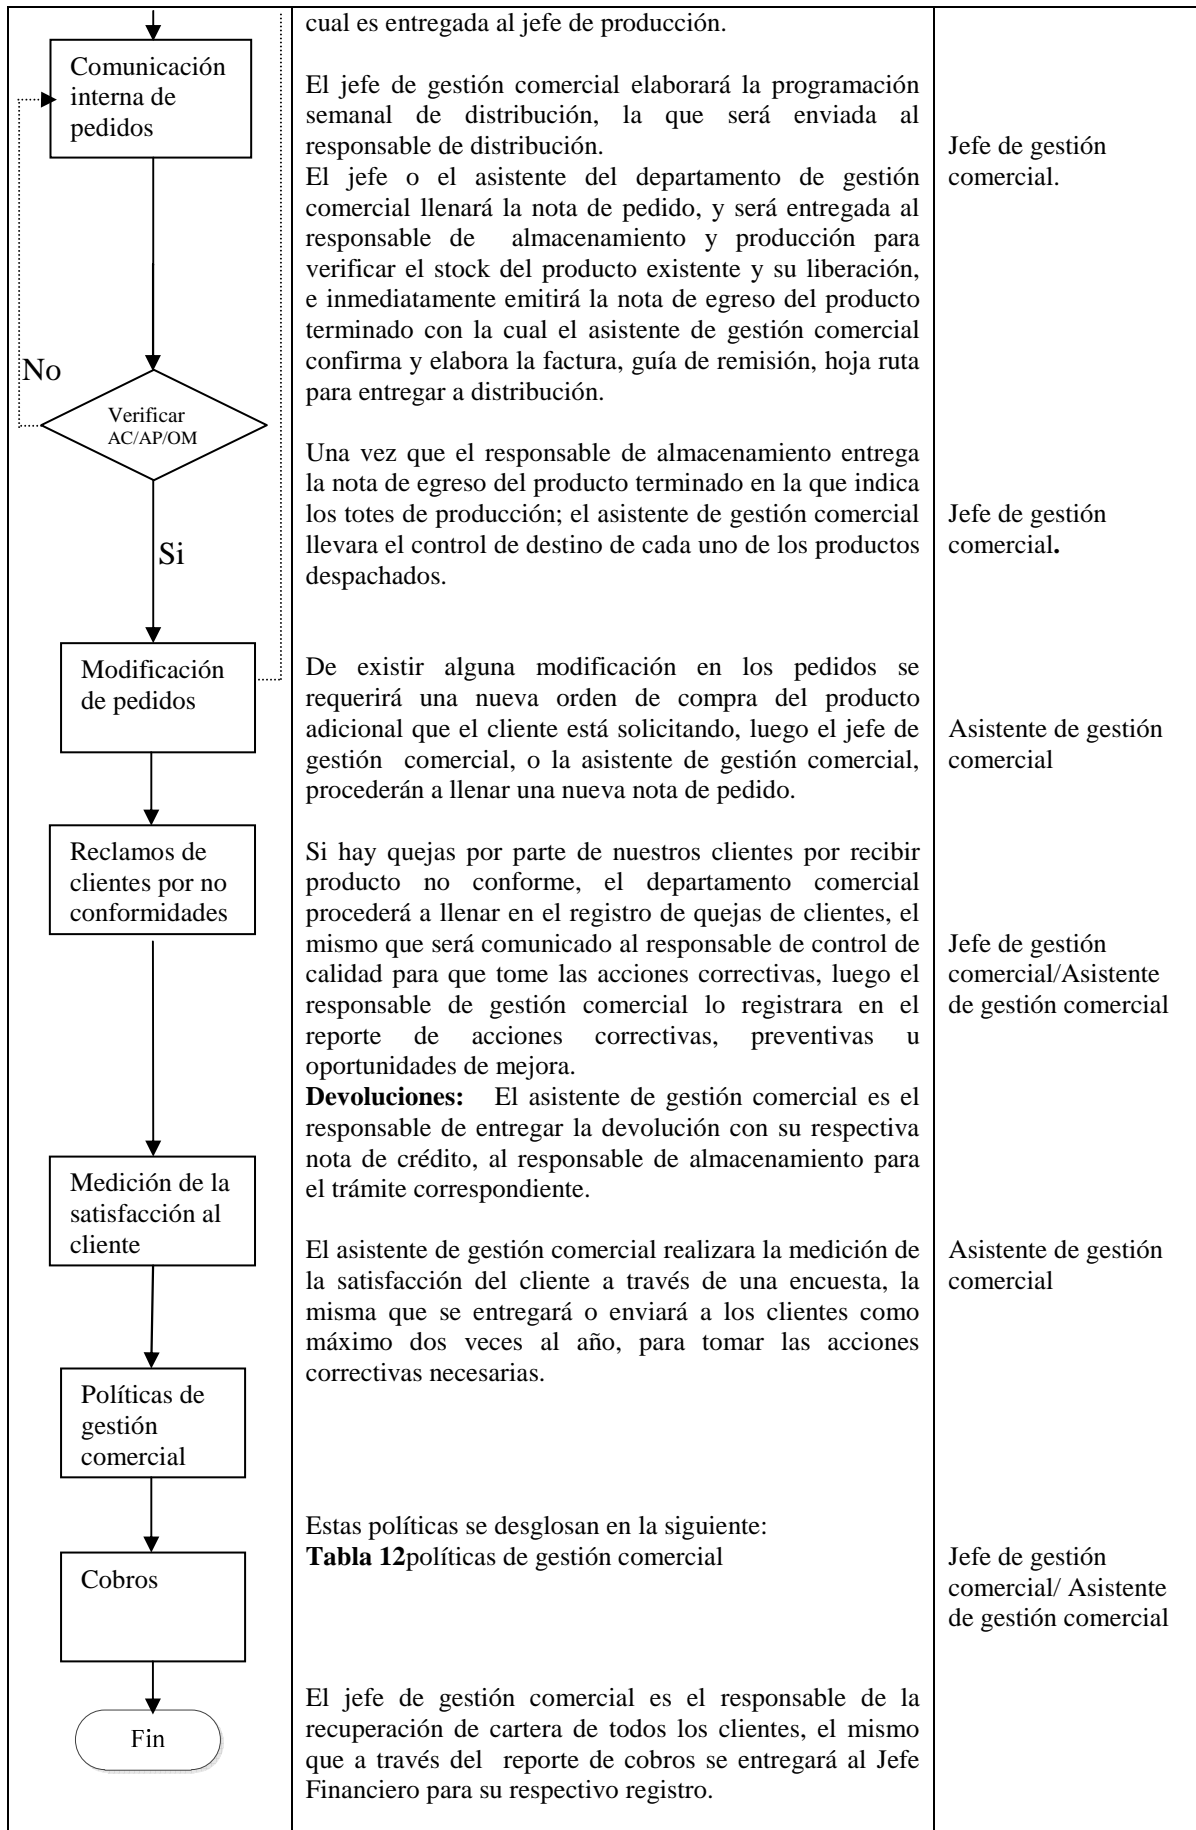 Comunicación
interna de
pedidos
No
Verificar
AC/AP/OM
Si
Modificación
de pedidos
Reclamos de
clientes por no
conformidades
Medición de la
satisfacción al
cliente
Políticas de
gestión
comercial
Cobros
Fin
cual es entregada al jefe de producción.
El jefe de gestión comercial elaborará la programación
semanal de distribución, la que será enviada al
responsable de distribución.
El jefe o el asistente del departamento de gestión
comercial llenará la nota de pedido, y será entregada al
responsable de almacenamiento y producción para
verificar el stock del producto existente y su liberación,
e inmediatamente emitirá la nota de egreso del producto
terminado con la cual el asistente de gestión comercial
confirma y elabora la factura, guía de remisión, hoja ruta
para entregar a distribución.
Una vez que el responsable de almacenamiento entrega
la nota de egreso del producto terminado en la que indica
los totes de producción; el asistente de gestión comercial
llevara el control de destino de cada uno de los productos
despachados.
De existir alguna modificación en los pedidos se
requerirá una nueva orden de compra del producto
adicional que el cliente está solicitando, luego el jefe de
gestión comercial, o la asistente de gestión comercial,
procederán a llenar una nueva nota de pedido.
Si hay quejas por parte de nuestros clientes por recibir
producto no conforme, el departamento comercial
procederá a llenar en el registro de quejas de clientes, el
mismo que será comunicado al responsable de control de
calidad para que tome las acciones correctivas, luego el
responsable de gestión comercial lo registrara en el
reporte de acciones correctivas, preventivas u
oportunidades de mejora.
Devoluciones: El asistente de gestión comercial es el
responsable de entregar la devolución con su respectiva
nota de crédito, al responsable de almacenamiento para
el trámite correspondiente.
El asistente de gestión comercial realizara la medición de
la satisfacción del cliente a través de una encuesta, la
misma que se entregará o enviará a los clientes como
máximo dos veces al año, para tomar las acciones
correctivas necesarias.
Estas políticas se desglosan en la siguiente:
Tabla 12políticas de gestión comercial
El jefe de gestión comercial es el responsable de la
recuperación de cartera de todos los clientes, el mismo
que a través del reporte de cobros se entregará al Jefe
Financiero para su respectivo registro.
Jefe de gestión
comercial.
Jefe de gestión
comercial.
Asistente de gestión
comercial
Jefe de gestión
comercial/Asistente
de gestión comercial
Asistente de gestión
comercial
Jefe de gestión
comercial/ Asistente
de gestión comercial